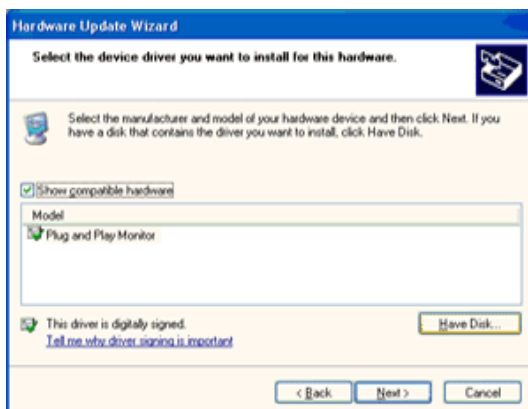 Hardware Update Wizard
Select the device driver you want to install for this hardware.
Select the manufacturer and model of your hardware device and then click Next. If you
have a disk that contains the driver you want to install, click Have Disk.
Show compatible hardware
Model
Plug and Play Monitor
This driver is digitally signed.
Have Disk...
Tell me why driver signing is important
< Back
Next >
Cancel